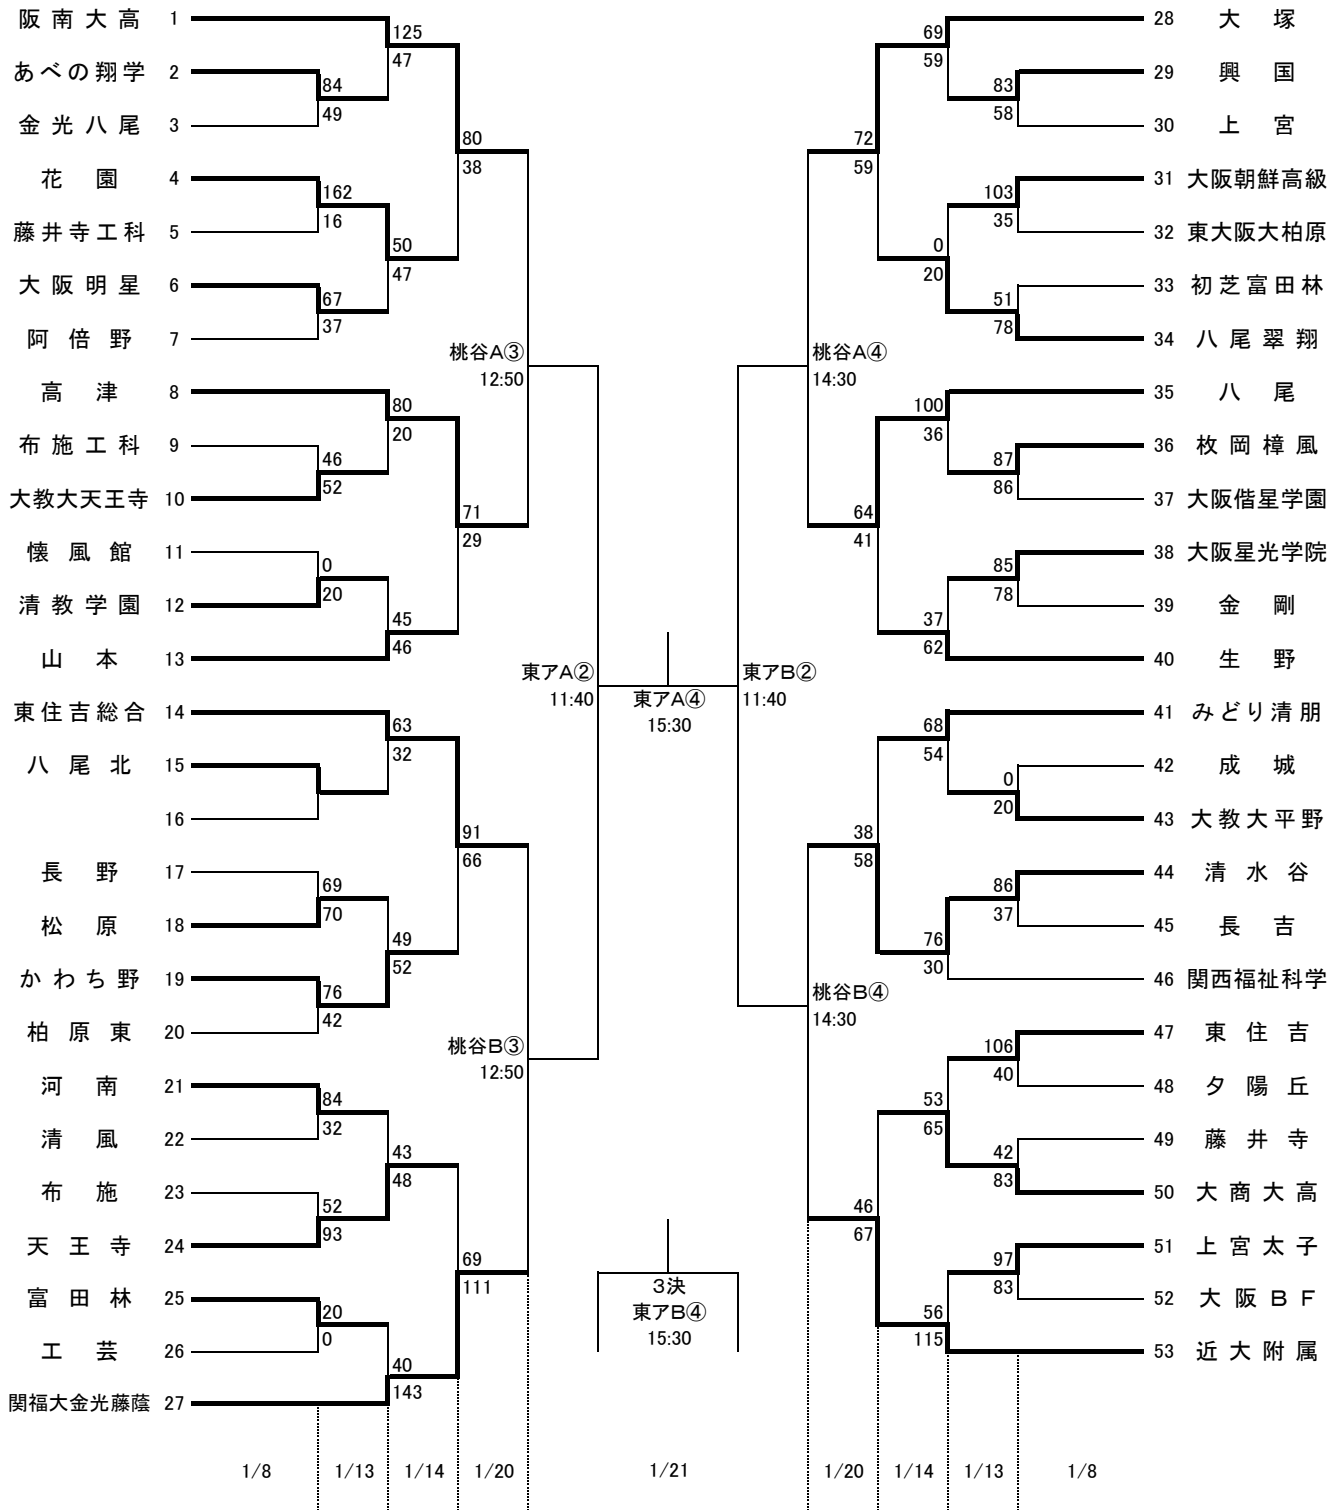 阪南大高 1
125
47
あべの翔学 2
84
49
金光八尾 3
80
38
花園 4
162
16
藤井寺工科 5
50
47
大阪明星 6
67
37
阿倍野 7
桃谷A③
12:50
高津 8
80
20
布施工科 9
46
52
大教大天王寺 10
71
29
懐風館 11
0
20
清教学園 12
45
46
山本 13
東アA②
11:40
東住吉総合 14
63
32
八尾北 15
16
91
66
長野 17
69
70
松原 18
49
52
かわち野 19
76
42
柏原東 20
桃谷B③
12:50
河南 21
84
32
清風 22
43
48
布施 23
52
93
天王寺 24
69
111
富田林 25
20
0
工芸 26
40
143
関福大金光藤蔭 27
東アA④
15:30
3決
東アB④
15:30
28 大塚
69
59
29 興国
83
58
30 上宮
72
59
31 大阪朝鮮高級
103
35
32 東大阪大柏原
0
20
33 初芝富田林
51
78
34 八尾翠翔
桃谷A④
14:30
35 八尾
100
36
36 枚岡樟風
87
86
37 大阪偕星学園
64
41
38 大阪星光学院
85
78
39 金剛
37
62
40 生野
東アB②
11:40
41 みどり清朋
68
54
42 成城
0
20
43 大教大平野
38
58
44 清水谷
86
37
45 長吉
76
30
46 関西福祉科学
桃谷B④
14:30
47 東住吉
106
40
48 夕陽丘
53
65
49 藤井寺
42
83
50 大商大高
46
67
51 上宮太子
97
83
52 大阪BF
56
115
53 近大附属
1/8 1/13 1/14 1/20 1/21 1/20 1/14 1/13 1/8